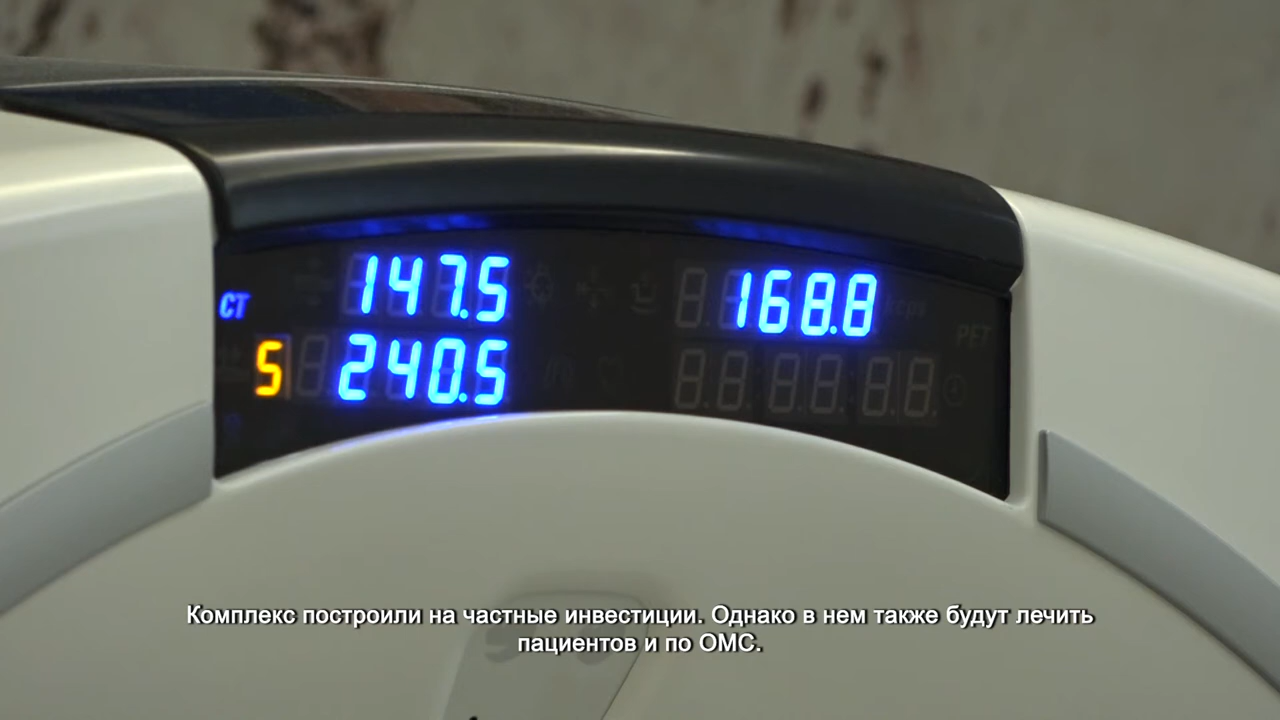 147.5
168.8
CT
PET
S 240.5
Комплекс построили на частные инвестиции. Однако в нем также будут лечить
пациентов и по ОМС.